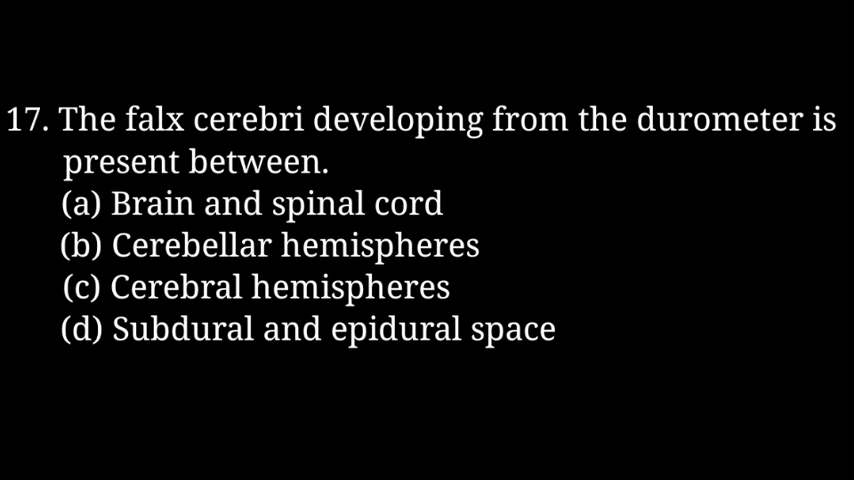 17. The falx cerebri developing from the durometer is
present between.
(a) Brain and spinal cord
(b) Cerebellar hemispheres
(c) Cerebral hemispheres
(d) Subdural and epidural space